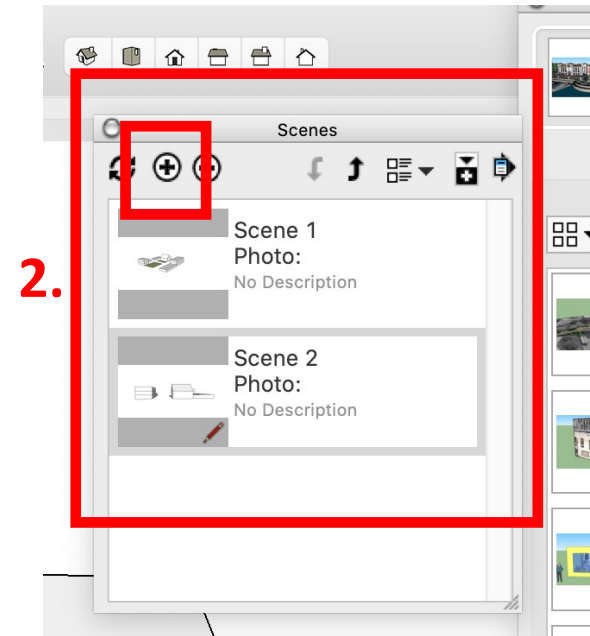 Scenes
Scene 1
Photo:
No Description
2.
Scene 2
Photo:
No Description